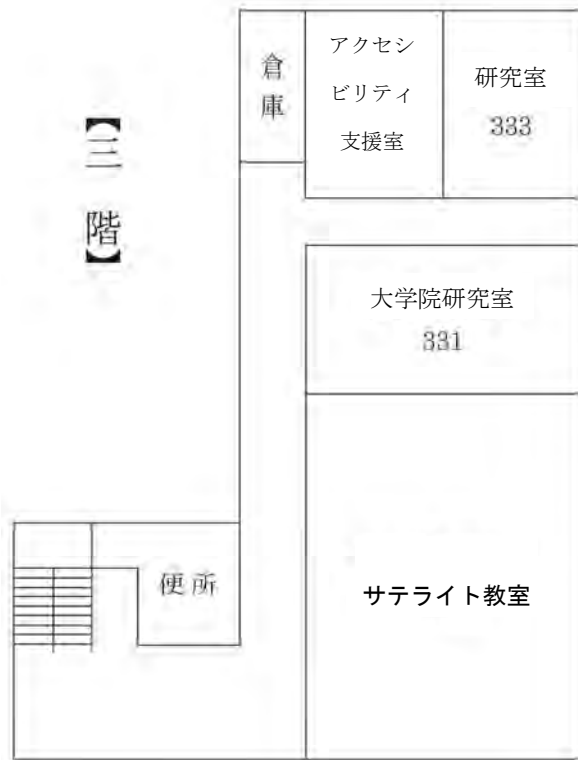 【三階】
倉庫
アクセシ
ビリティ
支援室
研究室
333
大学院研究室
331
便所
サテライト教室